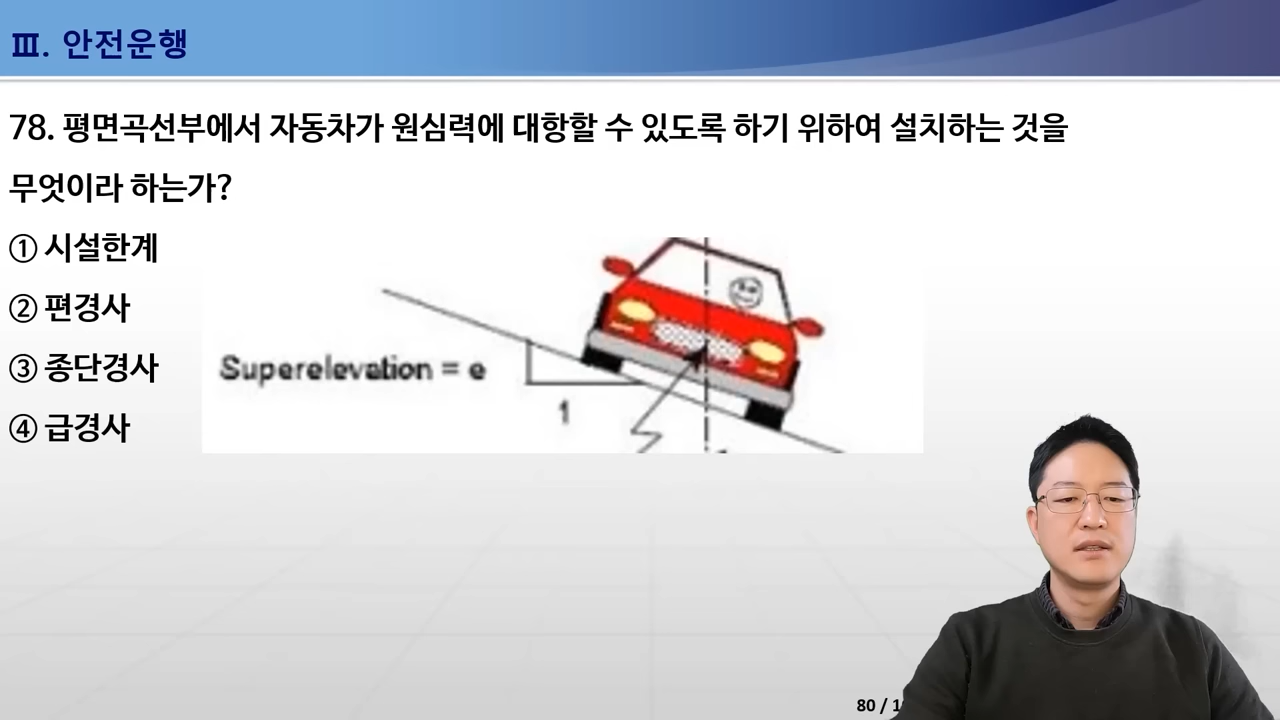 Ⅲ. 안전운행
78. 평면곡선부에서 자동차가 원심력에 대항할 수 있도록 하기 위하여 설치하는 것을
무엇이라 하는가?
① 시설한계
② 편경사
③ 종단경사
④ 급경사
Superelevation = e
1
80 / 1